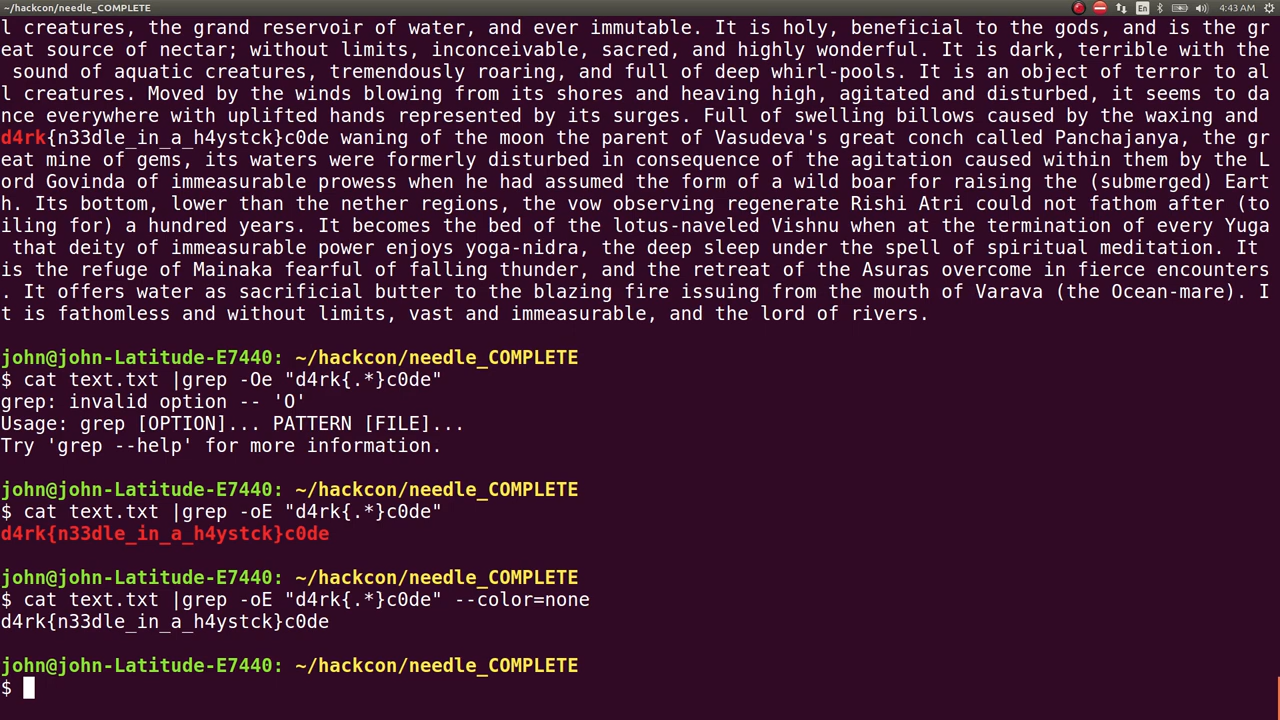 ~/hackcon/needle_COMPLETE
En
4:43 AM
l creatures, the grand reservoir of water, and ever immutable. It is holy, beneficial to the gods, and is the gr
eat source of nectar; without limits, inconceivable, sacred, and highly wonderful. It is dark, terrible with the
 sound of aquatic creatures, tremendously roaring, and full of deep whirl-pools. It is an object of terror to al
l creatures. Moved by the winds blowing from its shores and heaving high, agitated and disturbed, it seems to da
nce everywhere with uplifted hands represented by its surges. Full of swelling billows caused by the waxing and
d4rk{n33dle_in_a_h4ystck}c0de waning of the moon the parent of Vasudeva's great conch called Panchajanya, the gr
eat mine of gems, its waters were formerly disturbed in consequence of the agitation caused within them by the L
ord Govinda of immeasurable prowess when he had assumed the form of a wild boar for raising the (submerged) Eart
h. Its bottom, lower than the nether regions, the vow observing regenerate Rishi Atri could not fathom after (to
iling for) a hundred years. It becomes the bed of the lotus-naveled Vishnu when at the termination of every Yuga
 that deity of immeasurable power enjoys yoga-nidra, the deep sleep under the spell of spiritual meditation. It
is the refuge of Mainaka fearful of falling thunder, and the retreat of the Asuras overcome in fierce encounters
. It offers water as sacrificial butter to the blazing fire issuing from the mouth of Varava (the Ocean-mare). I
t is fathomless and without limits, vast and immeasurable, and the lord of rivers.
john@john-Latitude-E7440: ~/hackcon/needle_COMPLETE
$ cat text.txt |grep -Oe "d4rk{.*}c0de"
grep: invalid option -- 'O'
Usage: grep [OPTION]... PATTERN [FILE]...
Try 'grep --help' for more information.
john@john-Latitude-E7440: ~/hackcon/needle_COMPLETE
$ cat text.txt |grep -oE "d4rk{.*}c0de"
d4rk{n33dle_in_a_h4ystck}c0de
john@john-Latitude-E7440: ~/hackcon/needle_COMPLETE
$ cat text.txt |grep -oE "d4rk{.*}c0de" --color=none
d4rk{n33dle_in_a_h4ystck}c0de
john@john-Latitude-E7440: ~/hackcon/needle_COMPLETE
$